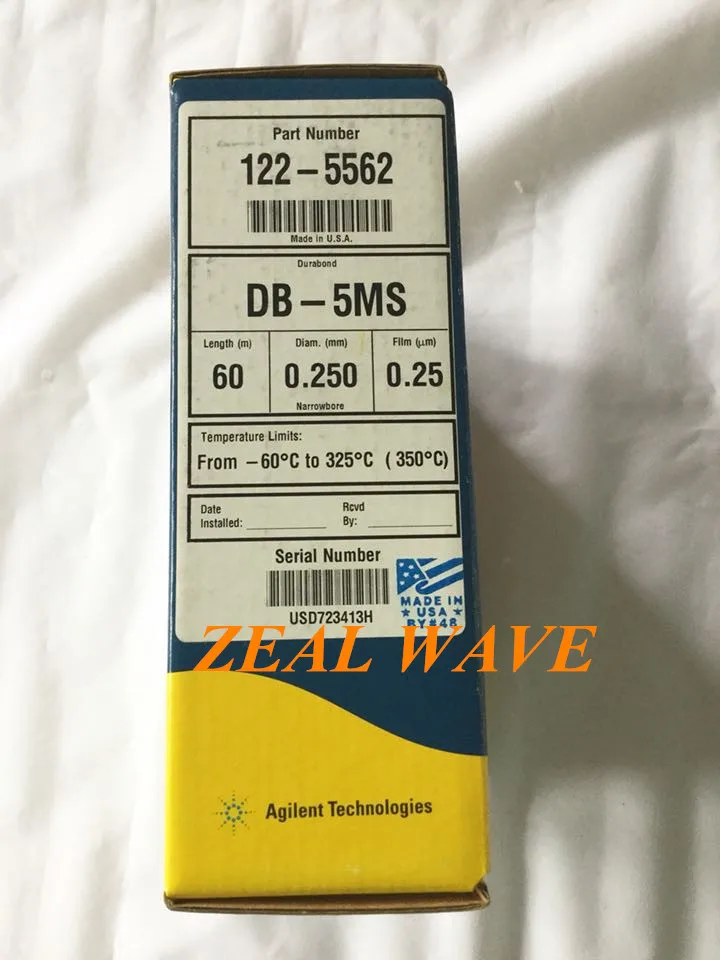 Part Number
122-5562
Made in U.S.A.
Durabond
DB-5MS
Length (m) Diam. (mm) Film (µm)
60 0.250 0.25
Narrowbore
Temperature Limits:
From -60°C to 325°C (350°C)
Date Installed: ____ Rcvd By: ____
Serial Number
USD723413H
MADE IN
★ USA ★
BY #48
ZEAL WAVE
Agilent Technologies